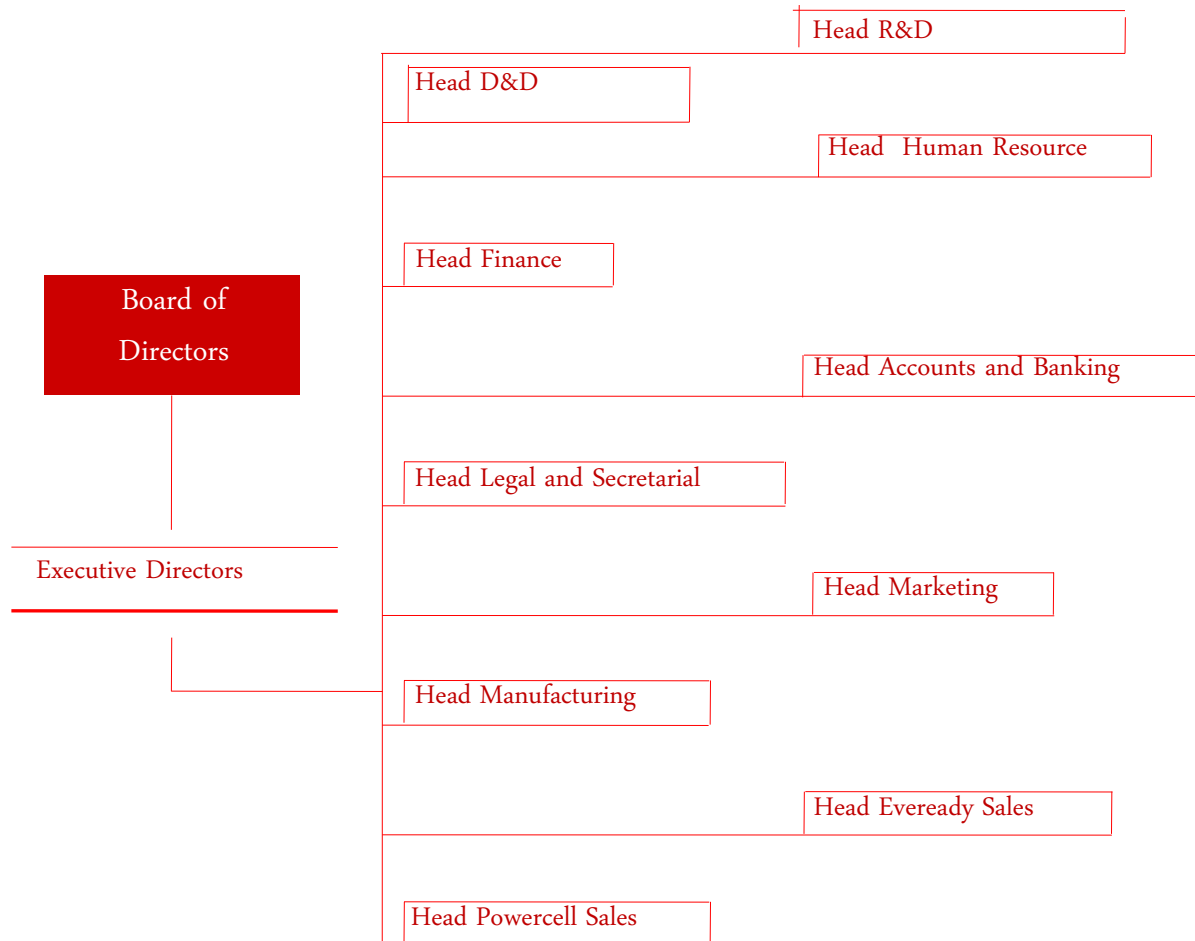 Head R&D
Head D&D
Head Human Resource
Head Finance
Board of
Directors
Head Accounts and Banking
Head Legal and Secretarial
Executive Directors
Head Marketing
Head Manufacturing
Head Eveready Sales
Head Powercell Sales